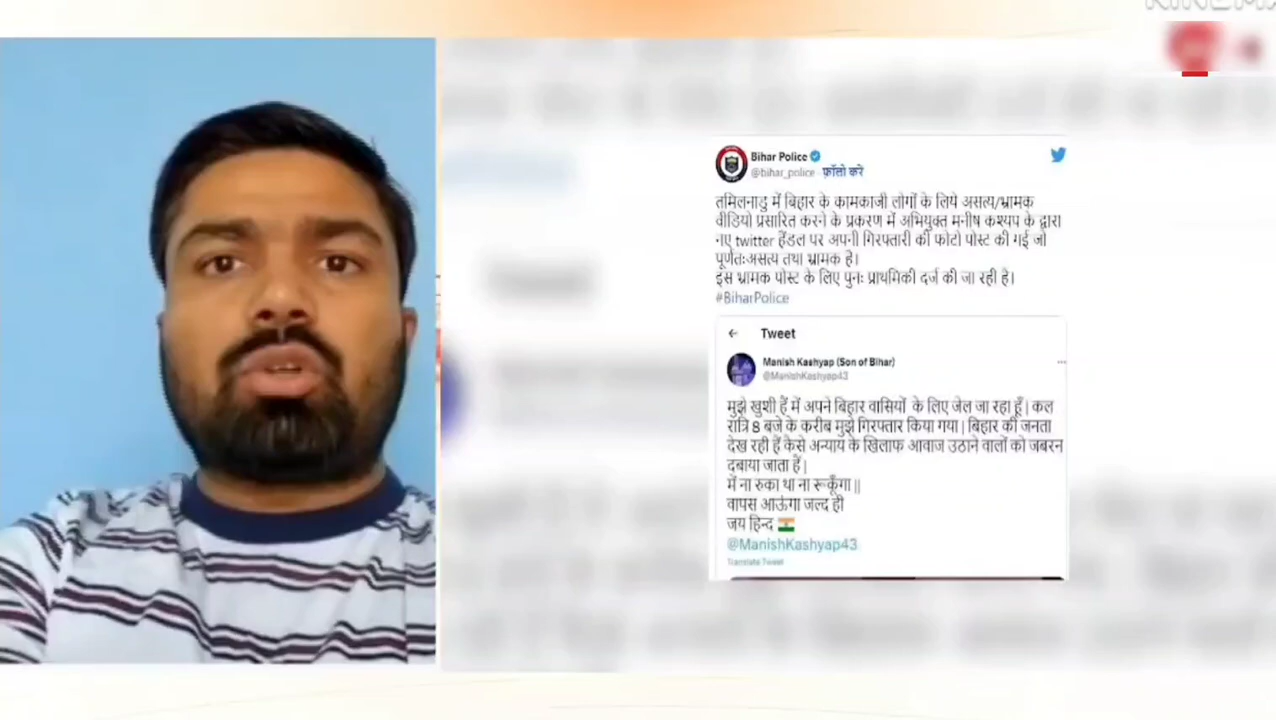 Bihar Police
@bihar_police · फ़ॉलो करें
तमिलनाडु में बिहार के कामकाजी लोगों के लिये असत्य/भ्रामक
वीडियो प्रसारित करने के प्रकरण में अभियुक्त मनीष कश्यप के द्वारा
नए twitter हैंडल पर अपनी गिरफ्तारी की फोटो पोस्ट की गई जो
पूर्णतःअसत्य तथा भ्रामक है।
इस भ्रामक पोस्ट के लिए पुनः प्राथमिकी दर्ज की जा रही है।
#BiharPolice
Tweet
Manish Kashyap (Son of Bihar)
@ManishKashyap43
मुझे खुशी हैं में अपने बिहार वासियों के लिए जेल जा रहा हूँ। कल
रात्रि 8 बजे के करीब मुझे गिरफ्तार किया गया। बिहार की जनता
देख रही हैं कैसे अन्याय के खिलाफ आवाज उठाने वालों को जबरन
दबाया जाता हैं।
में ना रुका था ना रूकूँगा॥
वापस आऊंगा जल्द ही
जय हिन्द
@ManishKashyap43
Translate Tweet